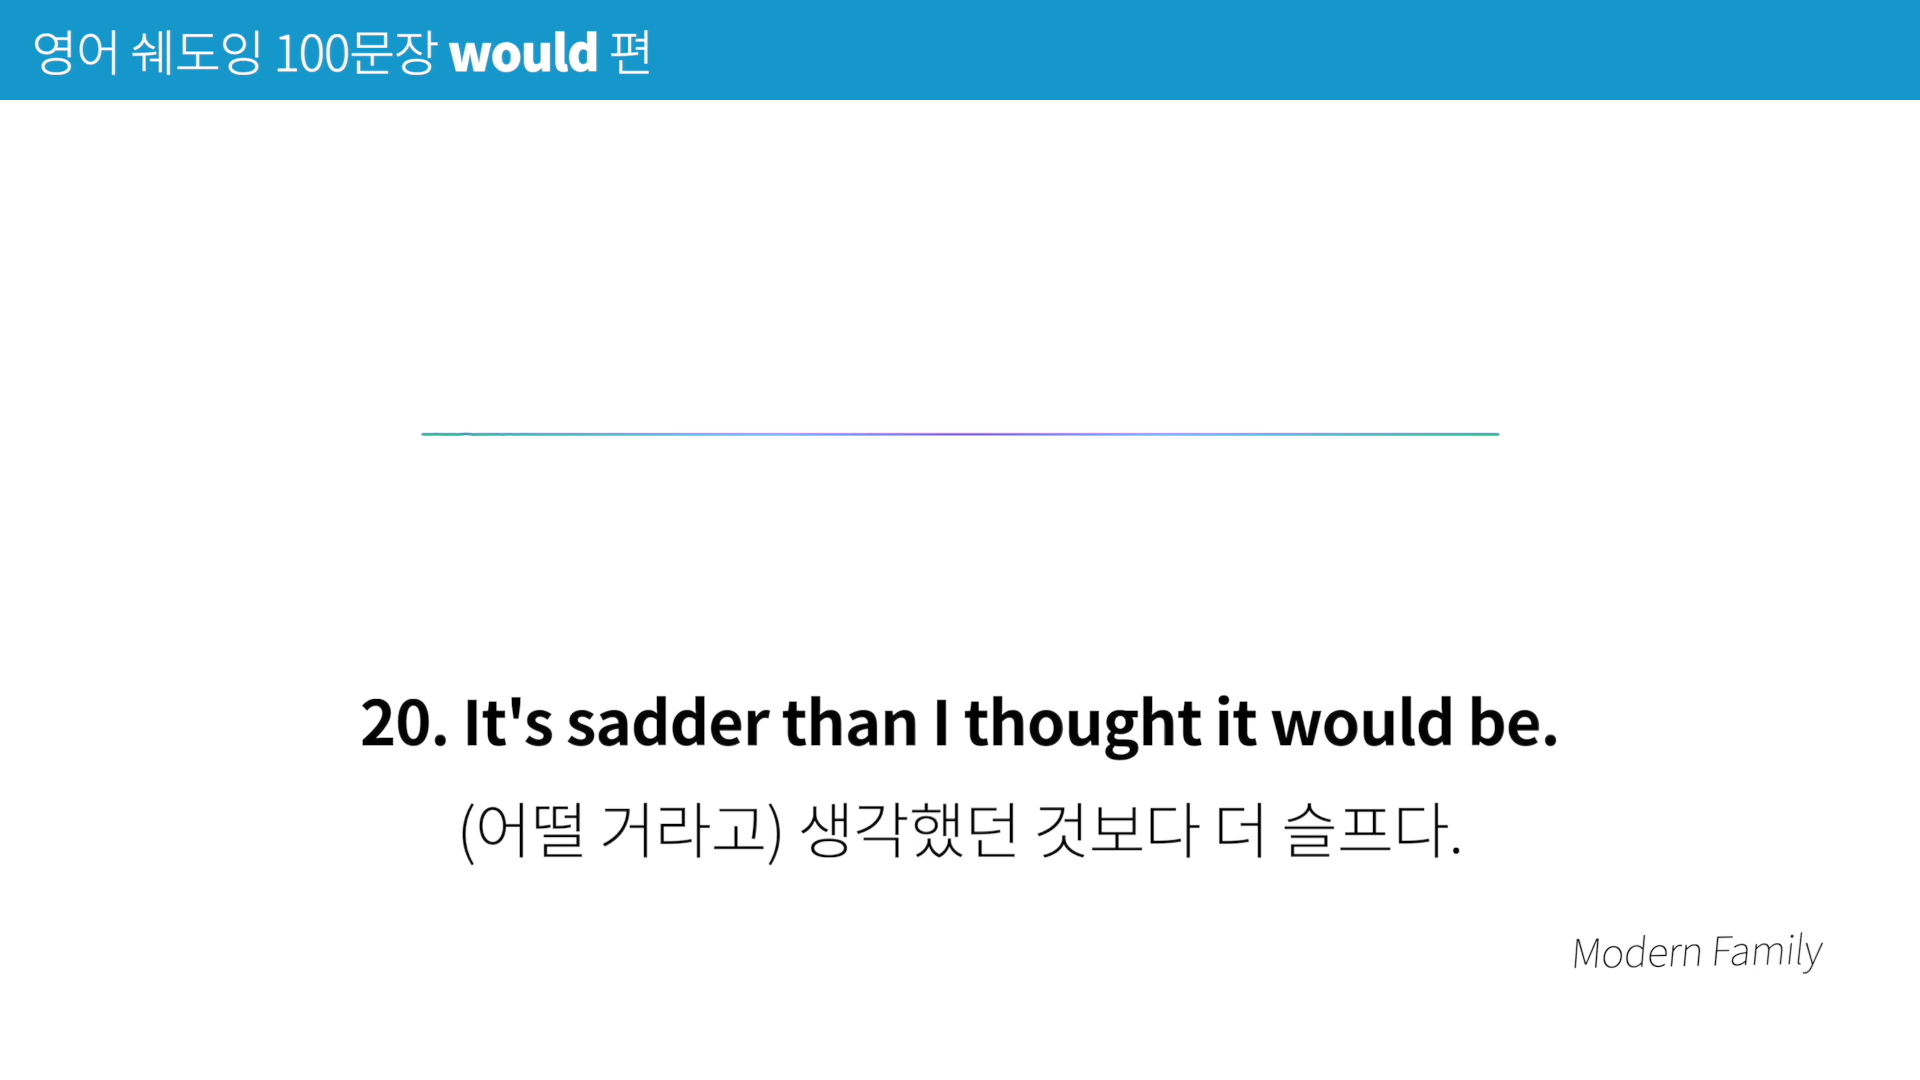 영어 쉐도잉 100문장 would 편
20. It's sadder than I thought it would be.
(어떨 거라고) 생각했던 것보다 더 슬프다.
Modern Family